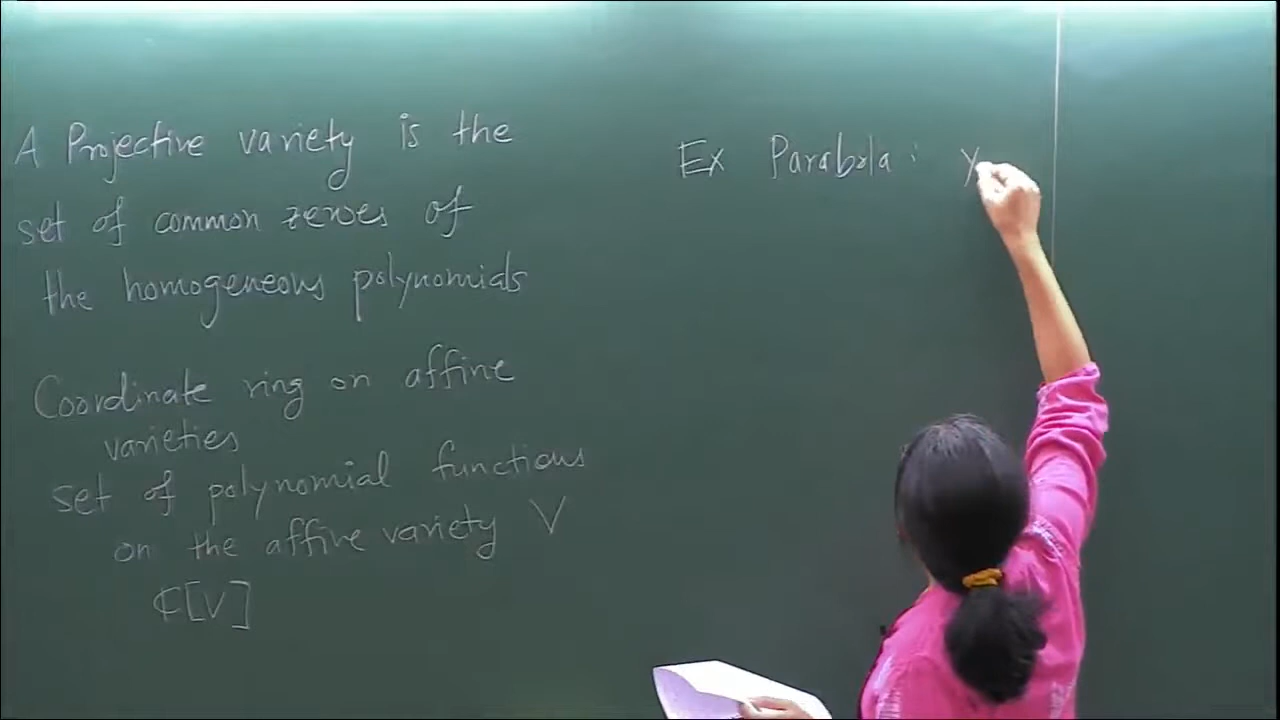 A Projective variety is the
set of common zeroes of
the homogeneous polynomials
Coordinate ring on affine
varieties
set of polynomial functions
on the affine variety V
ℂ[V]
Ex Parabola: y